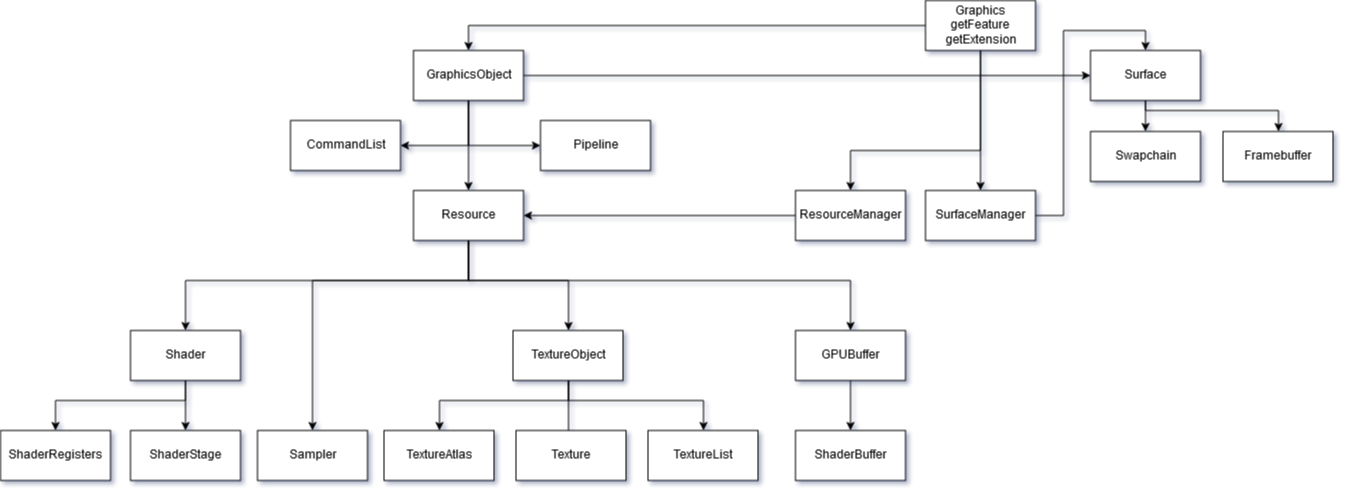 Graphics
getFeature
getExtension
GraphicsObject
Surface
CommandList
Pipeline
Swapchain
Framebuffer
Resource
ResourceManager
SurfaceManager
Shader
TextureObject
GPUBuffer
ShaderRegisters
ShaderStage
Sampler
TextureAtlas
Texture
TextureList
ShaderBuffer